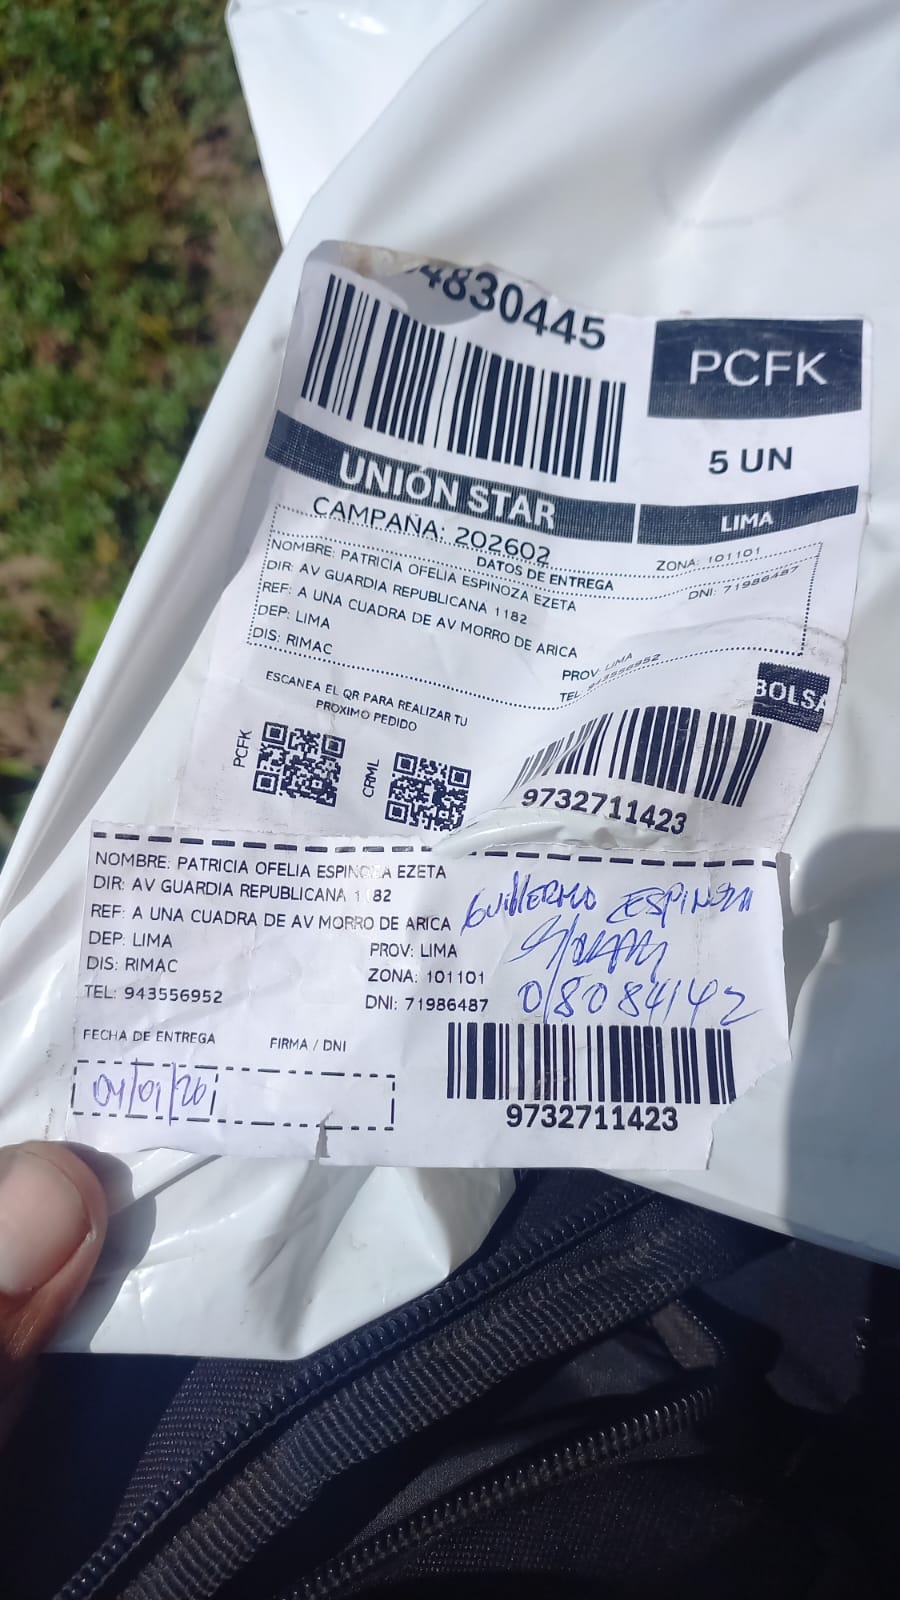 4830445
PCFK
5 UN
UNIÓN STAR
LIMA
CAMPAÑA: 202602
ZONA: 101101
DATOS DE ENTREGA
NOMBRE: PATRICIA OFELIA ESPINOZA EZETA
DNI: 71986487
DIR: AV GUARDIA REPUBLICANA 1182
REF: A UNA CUADRA DE AV MORRO DE ARICA
DEP: LIMA
PROV: LIMA
DIS: RIMAC
TEL: 943556952
BOLSA
ESCANEA EL QR PARA REALIZAR TU
PROXIMO PEDIDO
PCFK
CRML
9732711423
NOMBRE: PATRICIA OFELIA ESPINOZA EZETA
DIR: AV GUARDIA REPUBLICANA 1182
REF: A UNA CUADRA DE AV MORRO DE ARICA
DEP: LIMA
PROV: LIMA
DIS: RIMAC
ZONA: 101101
TEL: 943556952
DNI: 71986487
Guillermo ESPINOZA
08084142
FECHA DE ENTREGA
FIRMA / DNI
04/01/26
9732711423